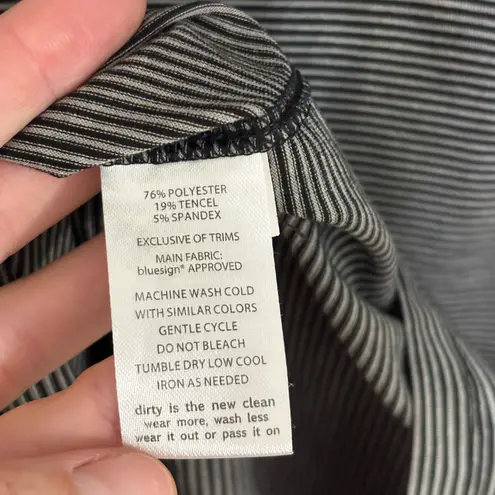 76% POLYESTER
19% TENCEL
5% SPANDEX
EXCLUSIVE OF TRIMS
MAIN FABRIC:
bluesign® APPROVED
MACHINE WASH COLD
WITH SIMILAR COLORS
GENTLE CYCLE
DO NOT BLEACH
TUMBLE DRY LOW COOL
IRON AS NEEDED
dirty is the new clean
wear more, wash less
wear it out or pass it on